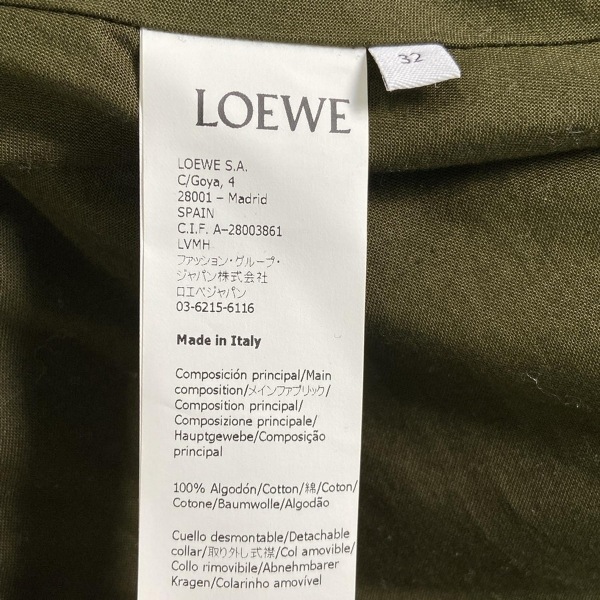 32
LOEWE
LOEWE S.A.
C/Goya, 4
28001 – Madrid
SPAIN
C.I.F. A–28003861
LVMH
ファッション・グループ・
ジャパン株式会社
ロエベジャパン
03-6215-6116
Made in Italy
Composición principal/Main
composition/メインファブリック/
Composition principal/
Composizione principale/
Hauptgewebe/Composição
principal
100% Algodón/Cotton/綿/Coton/
Cotone/Baumwolle/Algodão
Cuello desmontable/Detachable
collar/取り外し式襟/Col amovible/
Collo rimovibile/Abnehmbarer
Kragen/Colarinho amovível